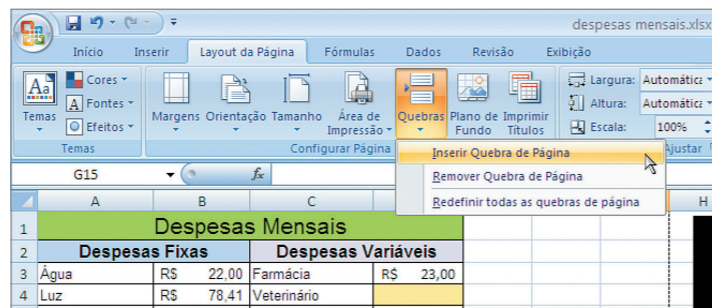 despesas mensais.xlsx
Início Inserir Layout da Página Fórmulas Dados Revisão Exibição
Aa Cores Margens Orientação Tamanho Área de Impressão Quebras Plano de Fundo Imprimir Títulos Largura: Automátic
Temas A Fontes Altura: Automátic
Efeitos Escala: 100%
Temas Configurar Página Ajustar
Inserir Quebra de Página
G15 fx
Remover Quebra de Página
Redefinir todas as quebras de página
A B C H
1 Despesas Mensais
2 Despesas Fixas Despesas Variáveis
3 Água R$ 22,00 Farmácia R$ 23,00
4 Luz R$ 78,41 Veterinário